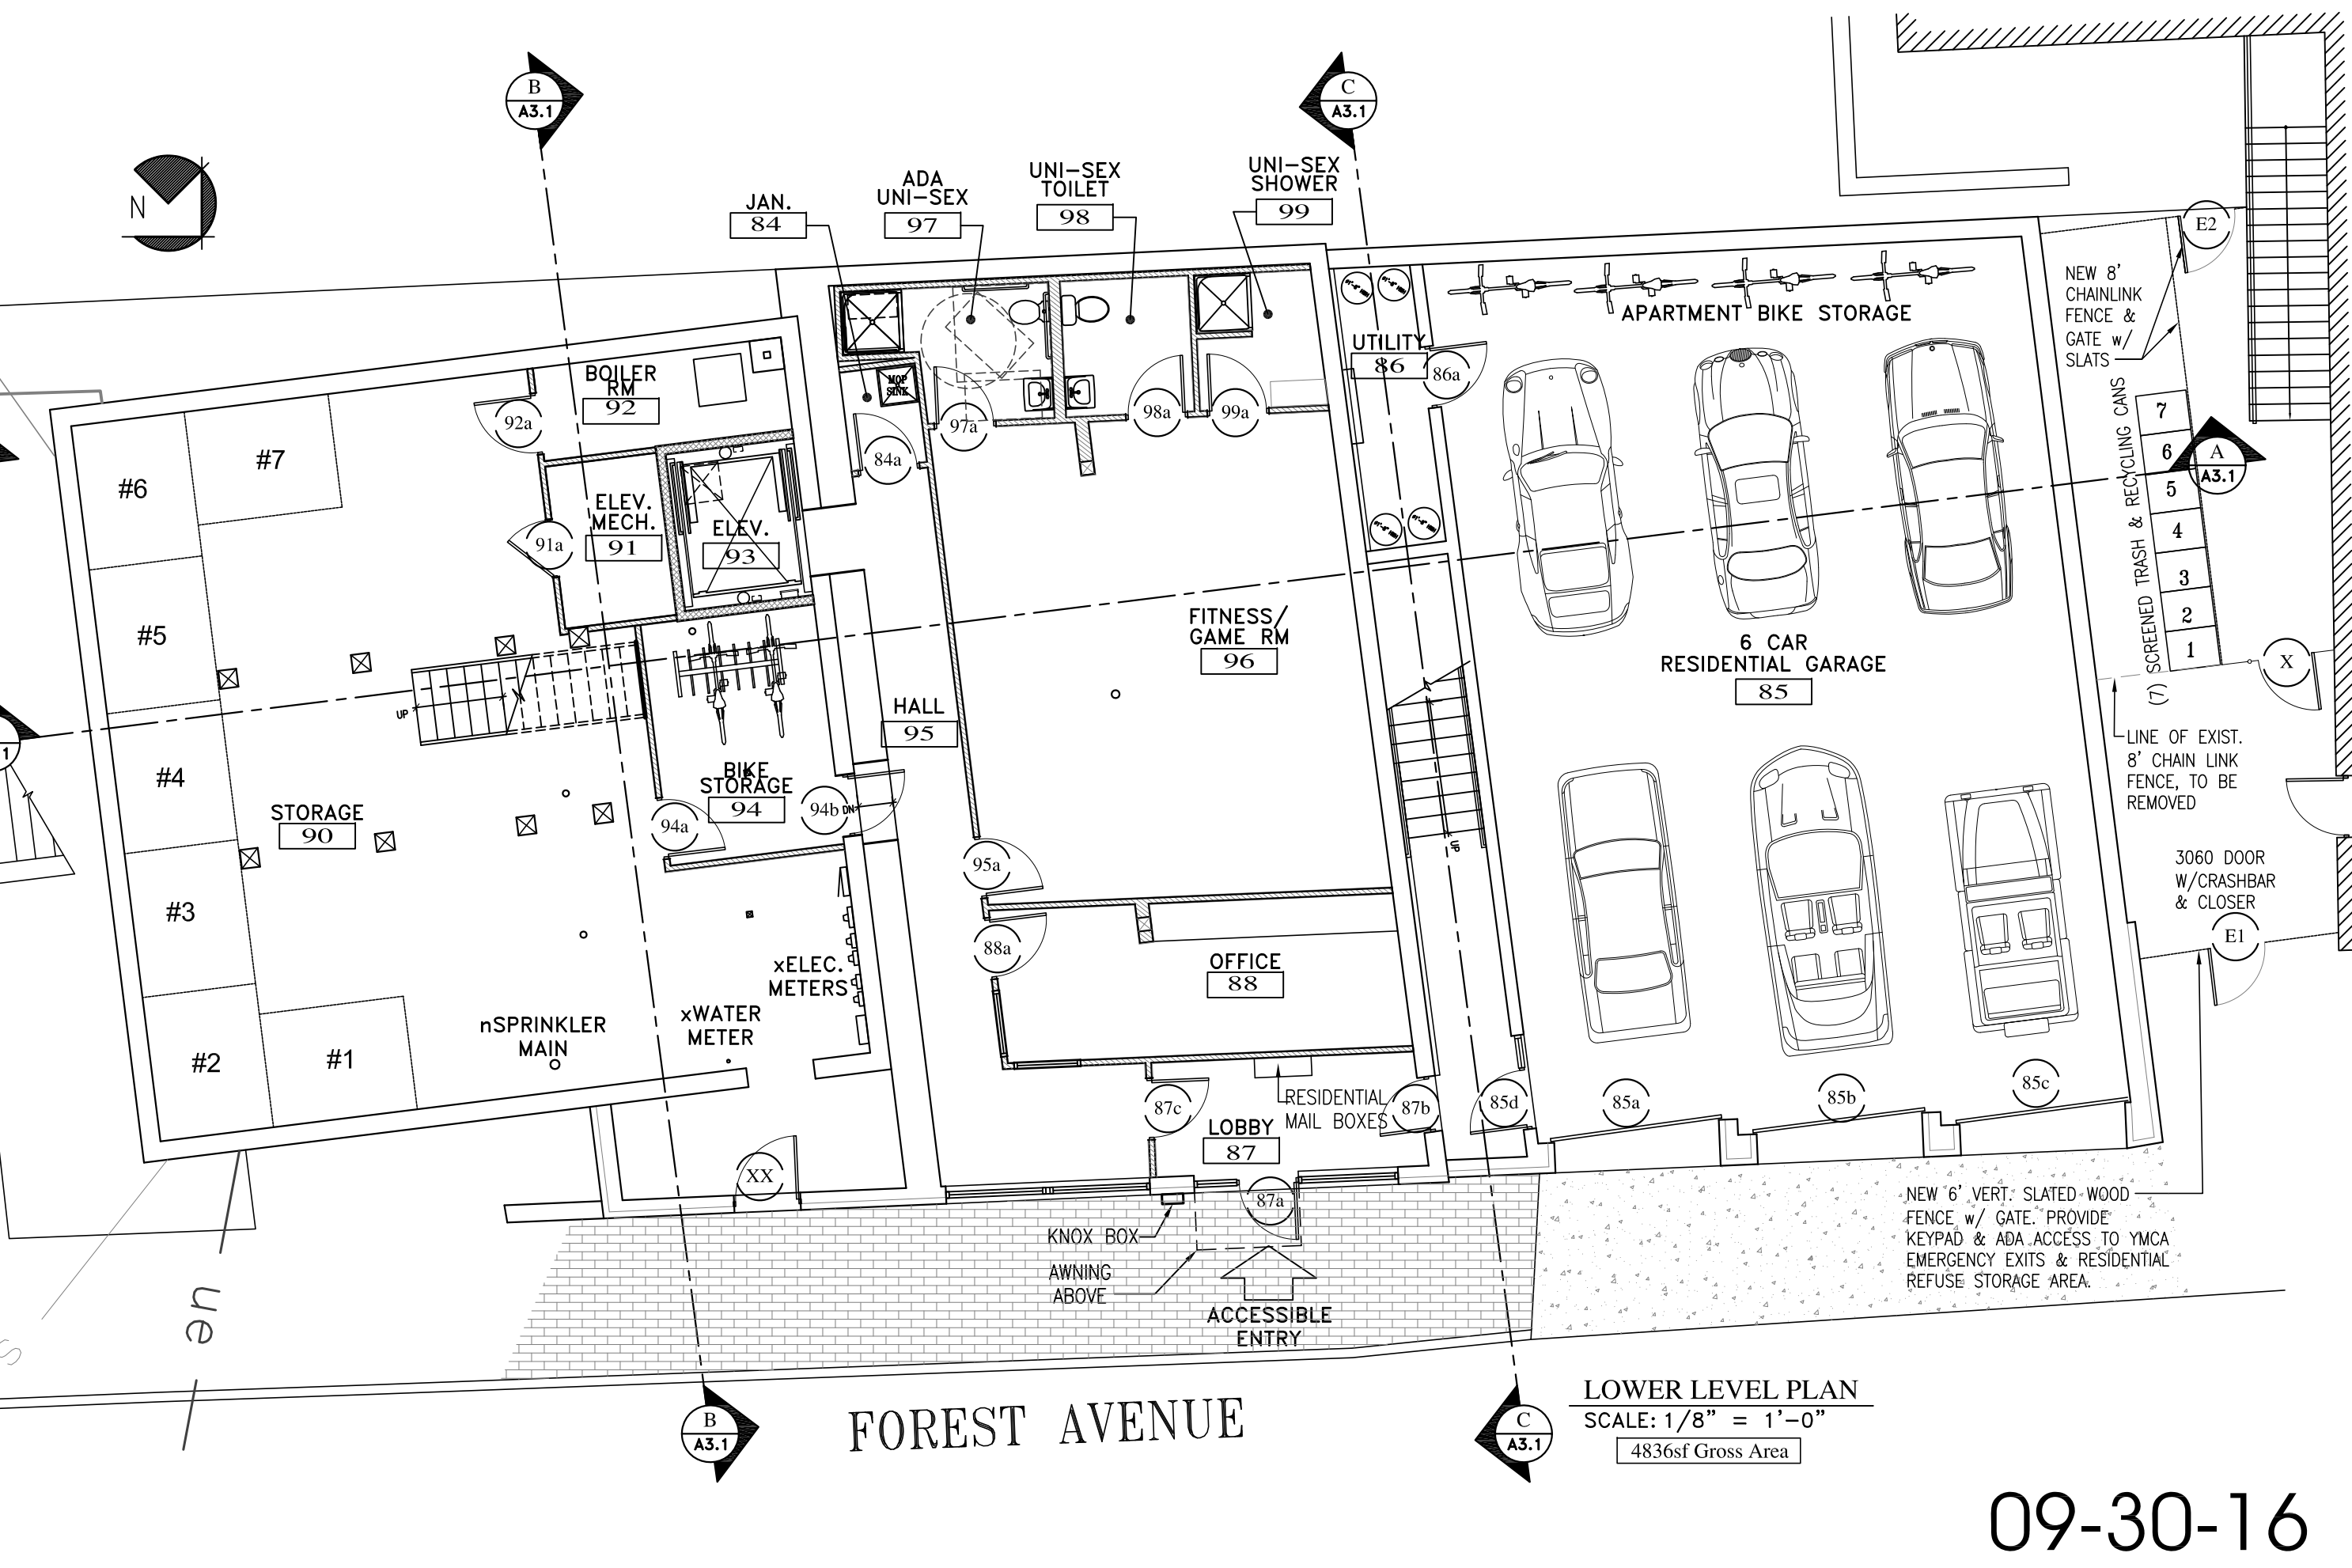 B
A3.1
C
A3.1
N
JAN.
84
ADA
UNI-SEX
97
UNI-SEX
TOILET
98
UNI-SEX
SHOWER
99
E2
NEW 8'
CHAINLINK
FENCE &
GATE w/
SLATS
APARTMENT BIKE STORAGE
UTILITY
86
86a
BOILER
RM
92
92a
MOP
SINK
84a
97a
98a
99a
#6
#7
ELEV.
MECH.
91
91a
ELEV.
93
7
6
5
4
3
2
1
A
A3.1
(7) SCREENED TRASH & RECYCLING CANS
#5
FITNESS/
GAME RM
96
6 CAR
RESIDENTIAL GARAGE
85
X
UP
HALL
95
1
LINE OF EXIST.
8' CHAIN LINK
FENCE, TO BE
REMOVED
#4
BIKE
STORAGE
94
94a
94b
DN
STORAGE
90
UP
95a
3060 DOOR
W/CRASHBAR
& CLOSER
E1
#3
88a
OFFICE
88
xELEC.
METERS
xWATER
METER
nSPRINKLER
MAIN
#2
#1
RESIDENTIAL
MAIL BOXES
87c
87b
85d
85a
85b
85c
LOBBY
87
XX
87a
NEW 6' VERT. SLATED WOOD
FENCE w/ GATE. PROVIDE
KEYPAD & ADA ACCESS TO YMCA
EMERGENCY EXITS & RESIDENTIAL
REFUSE STORAGE AREA.
KNOX BOX
AWNING
ABOVE
ACCESSIBLE
ENTRY
ue
S
B
A3.1
FOREST AVENUE
C
A3.1
LOWER LEVEL PLAN
SCALE: 1/8" = 1'-0"
4836sf Gross Area
09-30-16